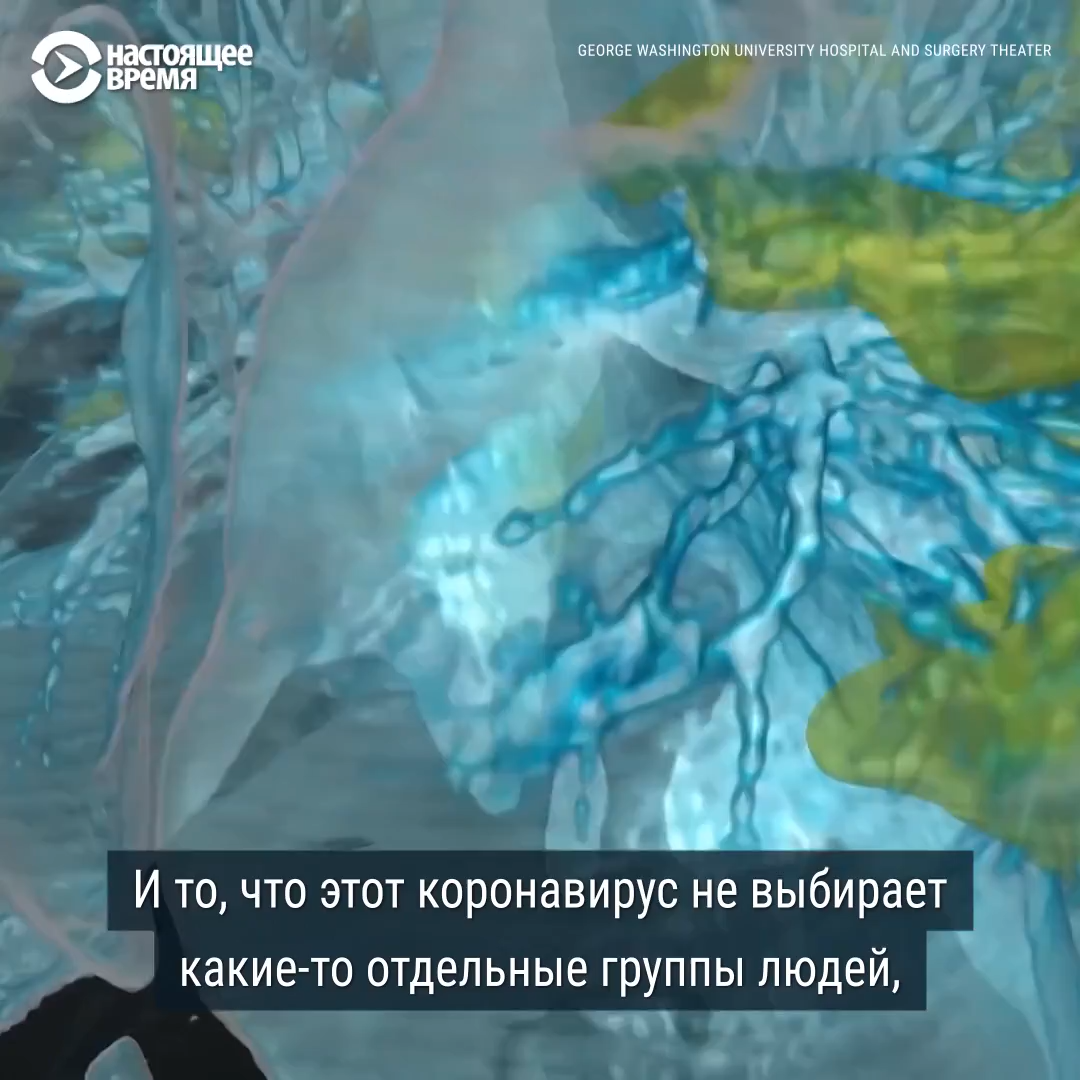 НАСТОЯЩЕЕ
ВРЕМЯ
GEORGE WASHINGTON UNIVERSITY HOSPITAL AND SURGERY THEATER
И то, что этот коронавирус не выбирает
какие-то отдельные группы людей,